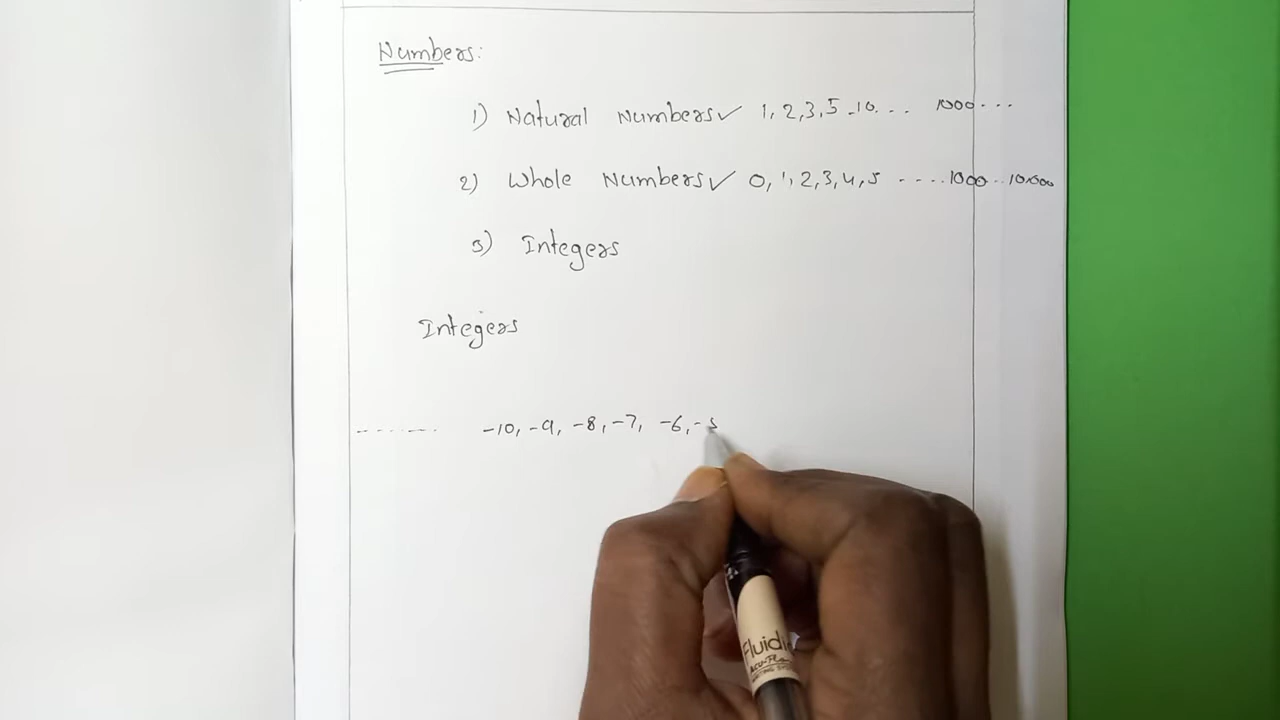 Numbers:
1) Natural Numbers✓ 1, 2, 3, 5 -10... 1000...
2) Whole Numbers✓ 0, 1, 2, 3, 4, 5 ....1000...10,000
3) Integers
Integers
....... -10, -9, -8, -7, -6, -5
Fluidi